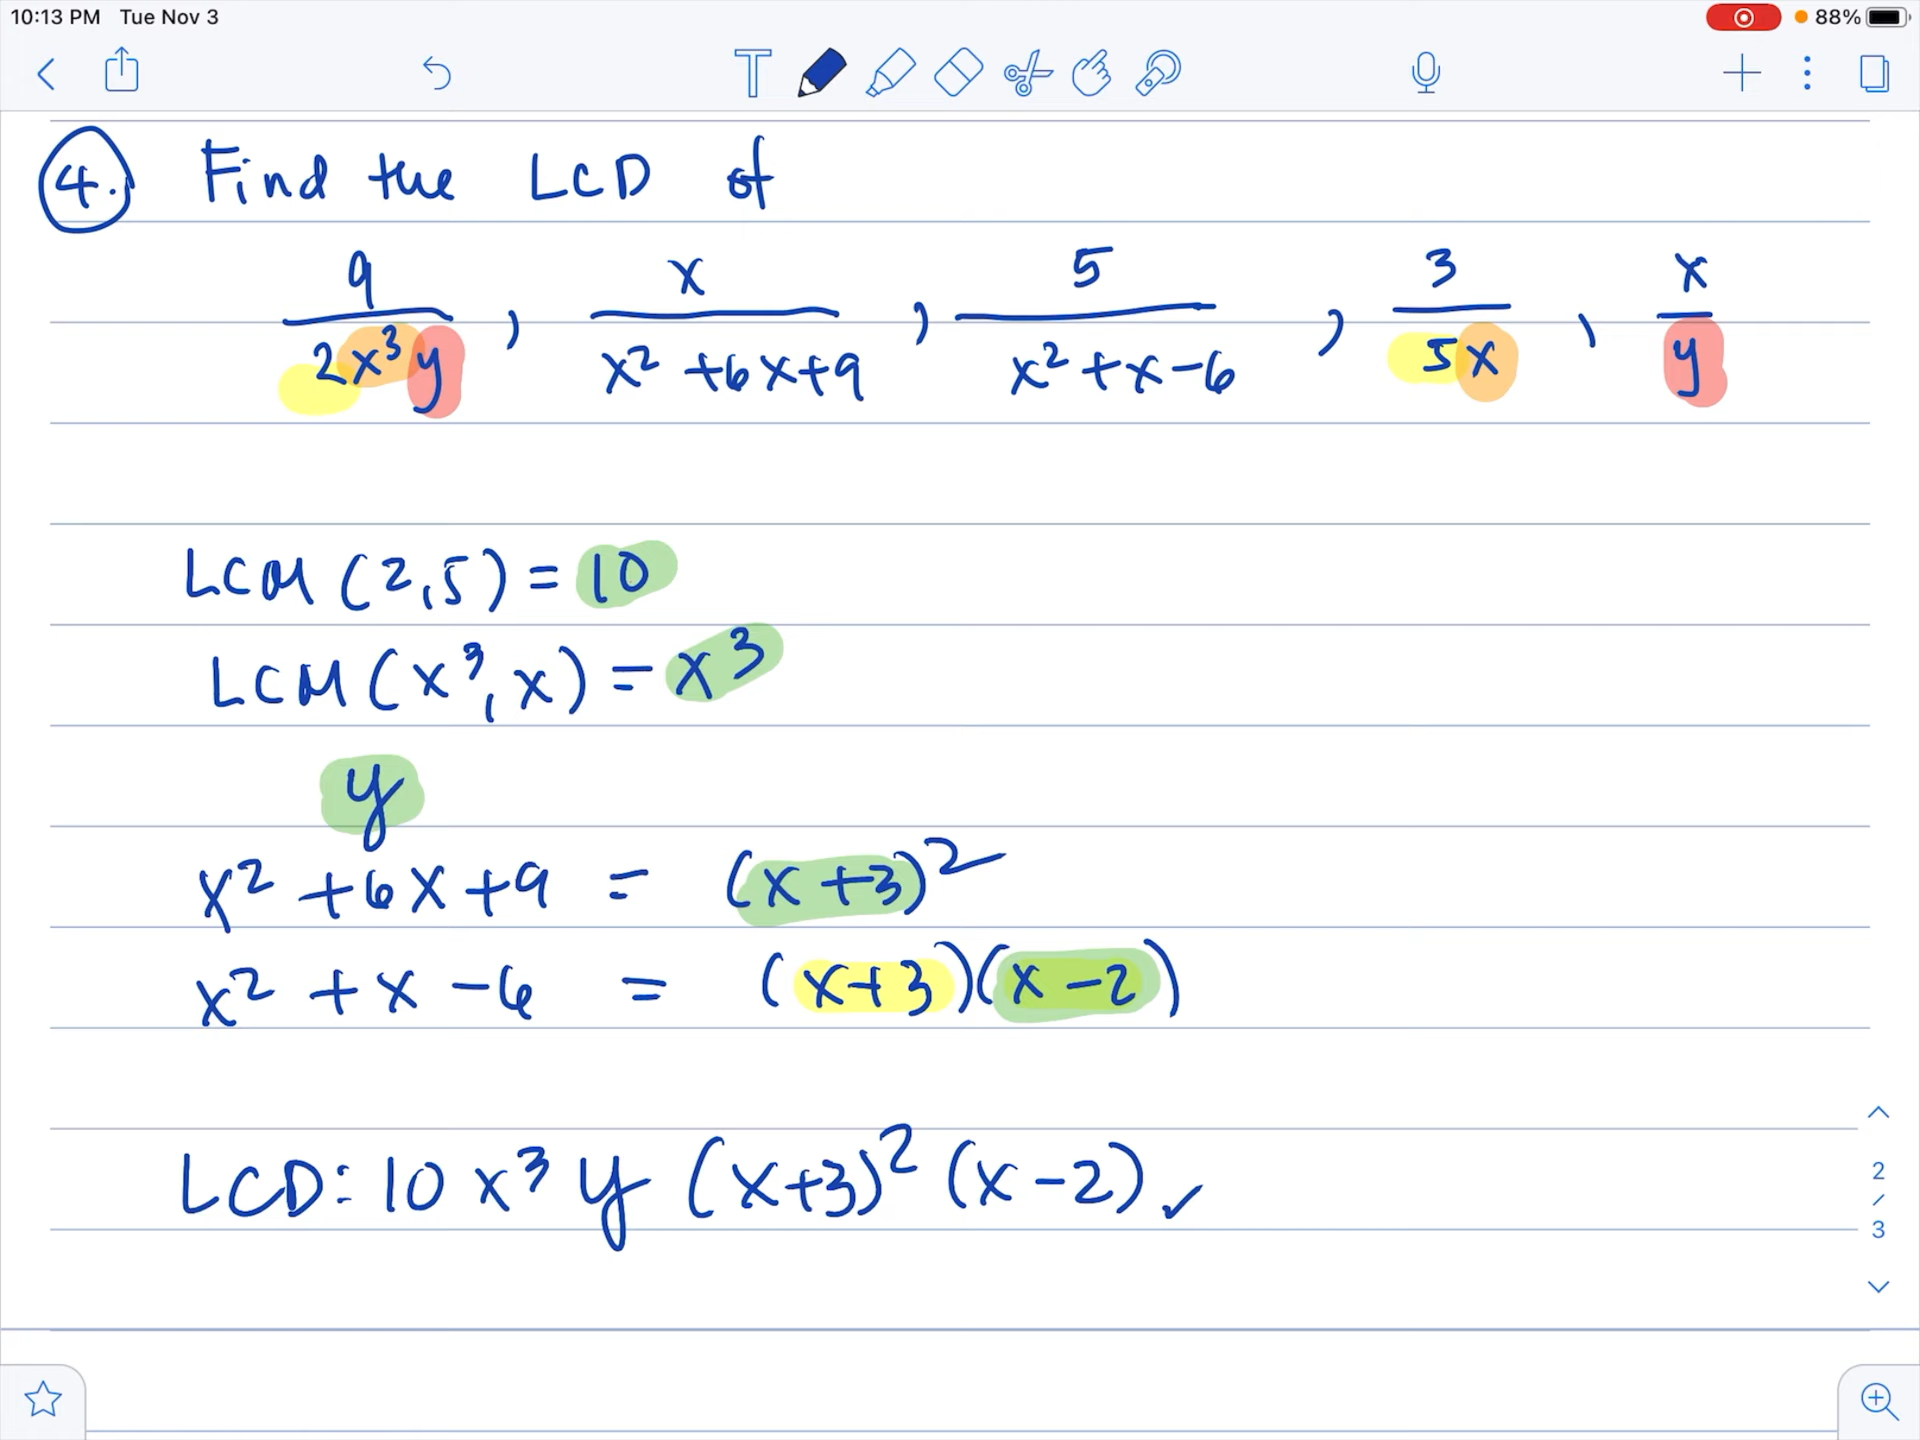 10:13 PM Tue Nov 3 88%
T
4. Find the LCD of
9/(2x³y), x/(x²+6x+9), 5/(x²+x-6), 3/(5x), x/y
LCM(2,5) = 10
LCM(x³,x) = x³
y
x²+6x+9 = (x+3)²
x²+x-6 = (x+3)(x-2)
LCD: 10x³y(x+3)²(x-2) ✓
2
/
3